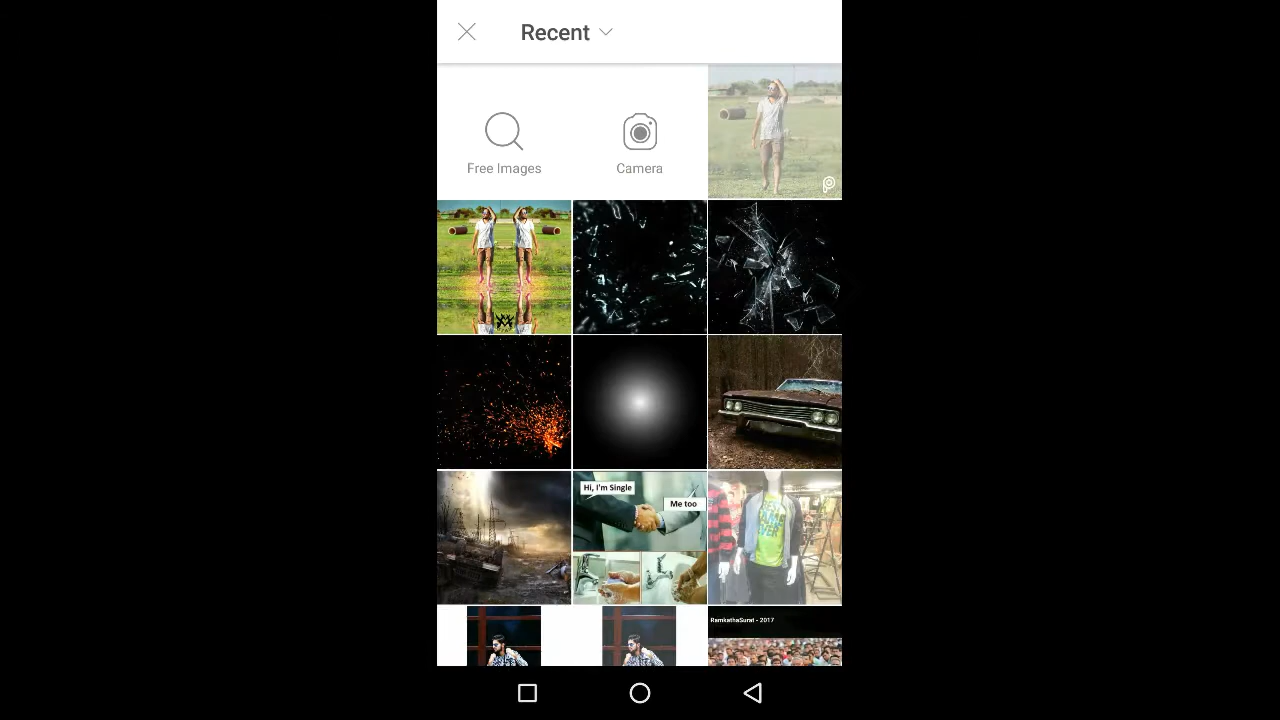 Recent
Free Images
Camera
Hi, I'm Single
Me too
RamkathaSurat - 2017